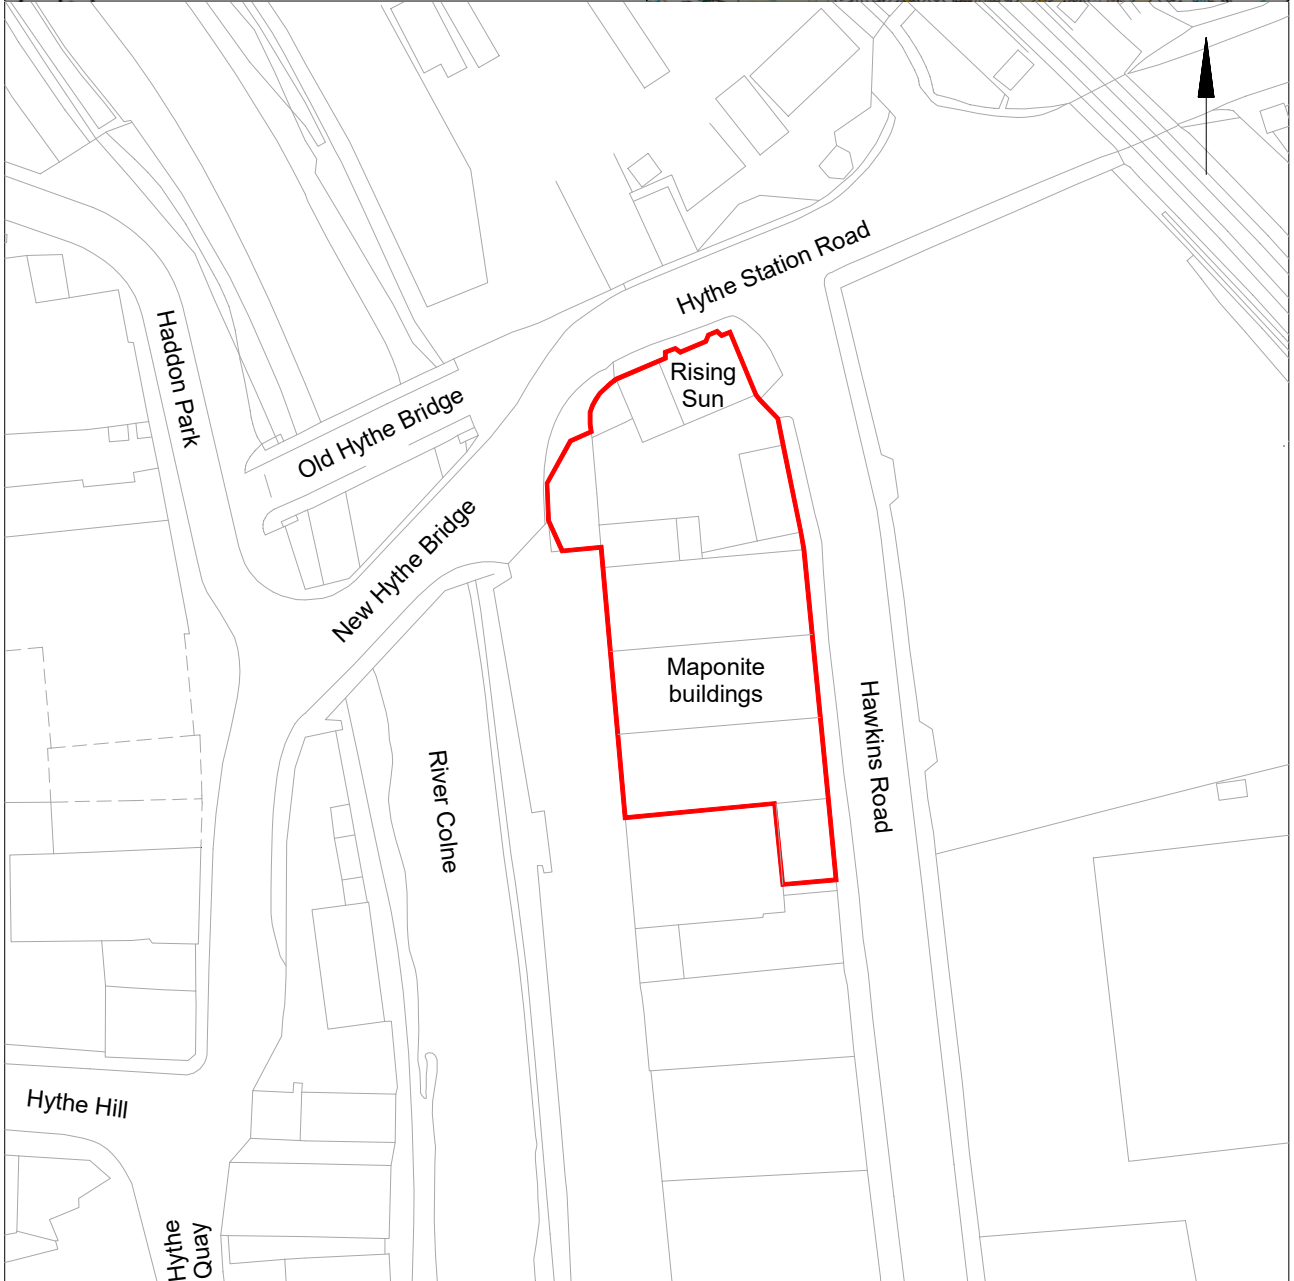 Hythe Station Road
Haddon Park
Rising
Sun
Old Hythe Bridge
New Hythe Bridge
Maponite
buildings
Hawkins Road
River Colne
Hythe Hill
Hythe
Quay